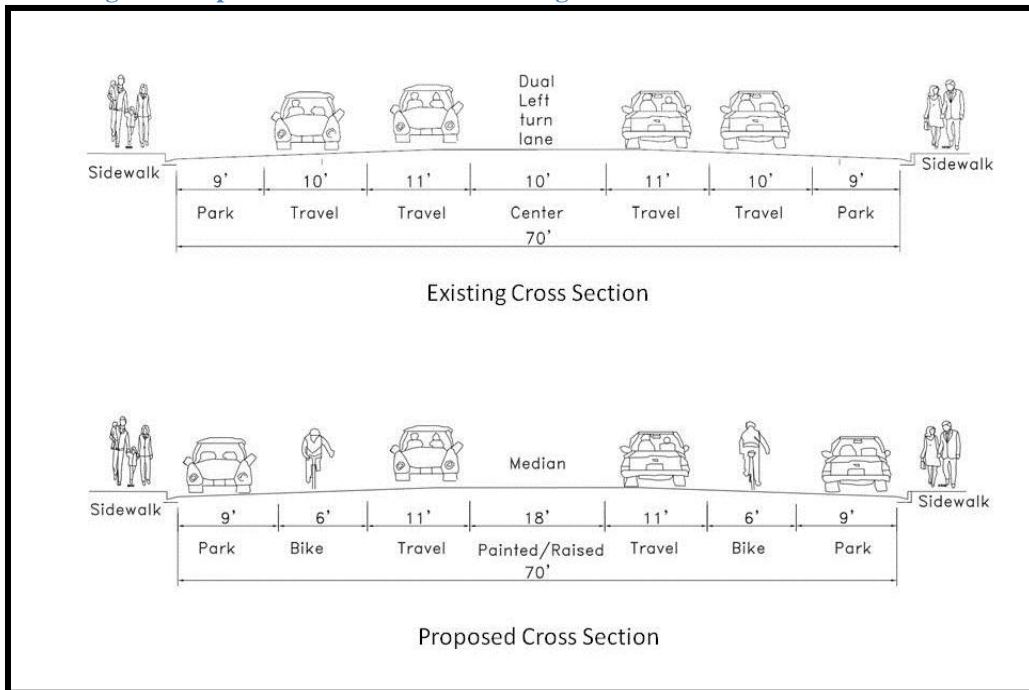 Dual
Left
turn
lane
Sidewalk
Sidewalk
9' 10' 11' 10' 11' 10' 9'
Park Travel Travel Center Travel Travel Park
70'
Existing Cross Section
Median
Sidewalk
Sidewalk
9' 6' 11' 18' 11' 6' 9'
Park Bike Travel Painted/Raised Travel Bike Park
70'
Proposed Cross Section